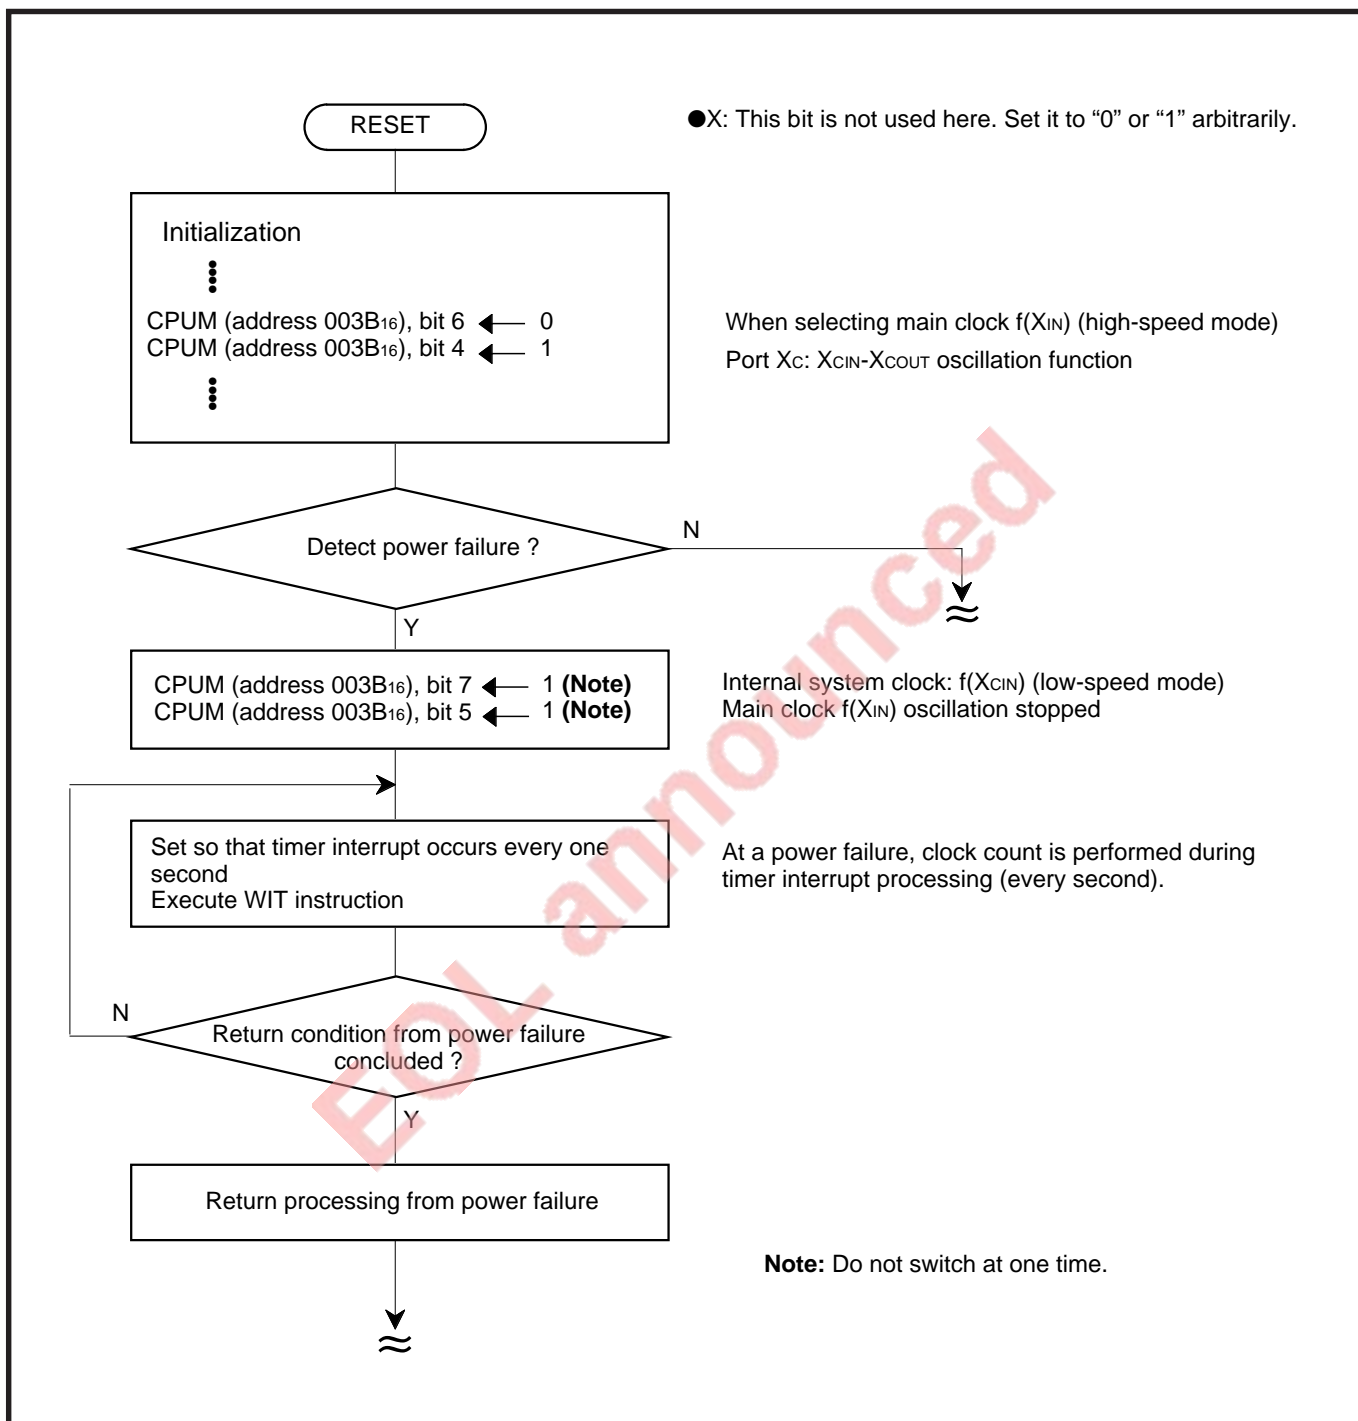 RESET
●X: This bit is not used here. Set it to “0” or “1” arbitrarily.
Initialization
CPUM (address 003B16), bit 6 ← 0
When selecting main clock f(XIN) (high-speed mode)
CPUM (address 003B16), bit 4 ← 1
Port XC: XCIN-XCOUT oscillation function
Detect power failure ?
N
Y
CPUM (address 003B16), bit 7 ← 1 (Note)
Internal system clock: f(XCIN) (low-speed mode)
CPUM (address 003B16), bit 5 ← 1 (Note)
Main clock f(XIN) oscillation stopped
Set so that timer interrupt occurs every one
second
Execute WIT instruction
At a power failure, clock count is performed during
timer interrupt processing (every second).
N
Return condition from power failure
concluded ?
Y
Return processing from power failure
Note: Do not switch at one time.
EOL announced